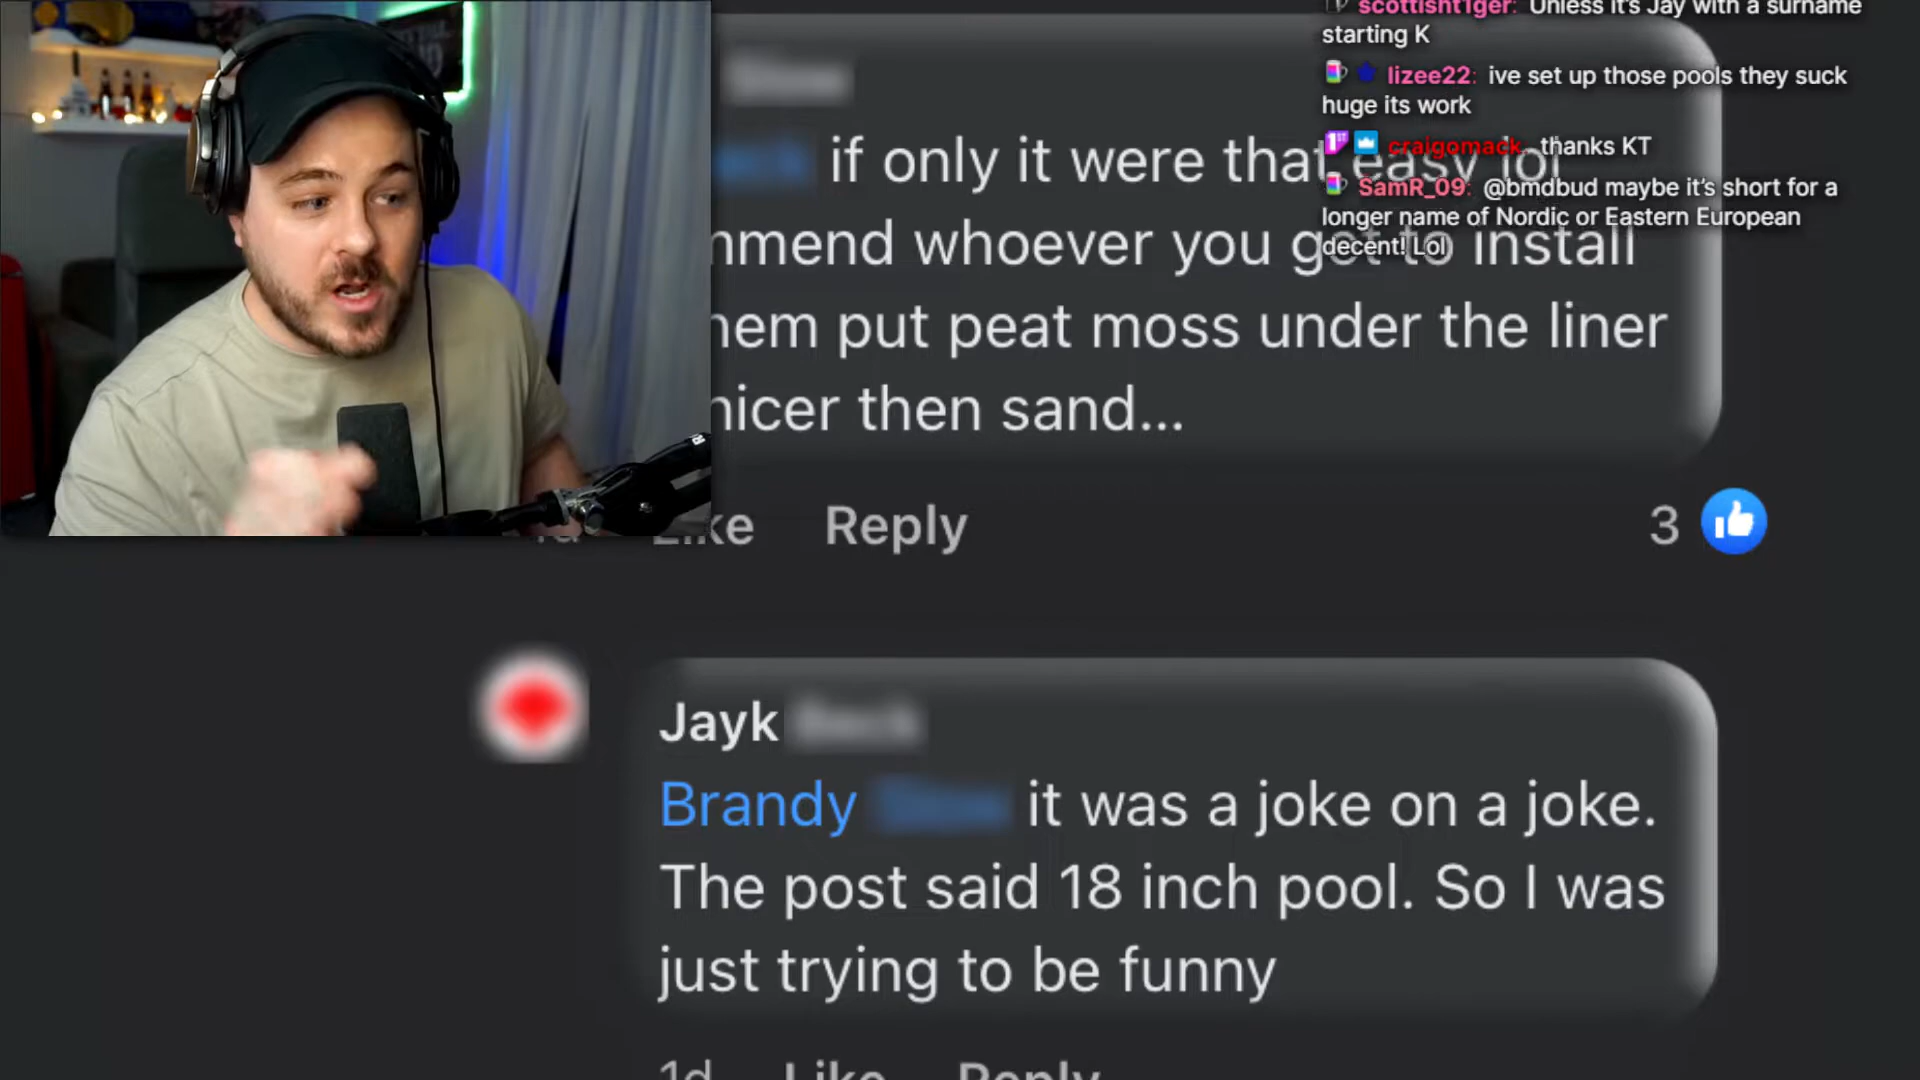 scottisht1ger: Unless it's Jay with a surname
starting K
lizee22: ive set up those pools they suck
huge its work
craigomack: thanks KT
SamR_09: @bmdbud maybe it's short for a
longer name of Nordic or Eastern European
decent! Lol
if only it were that easy lol
mmend whoever you get to install
hem put peat moss under the liner
nicer then sand...
Like Reply 3
Jayk
Brandy it was a joke on a joke.
The post said 18 inch pool. So I was
just trying to be funny
1d Like Reply